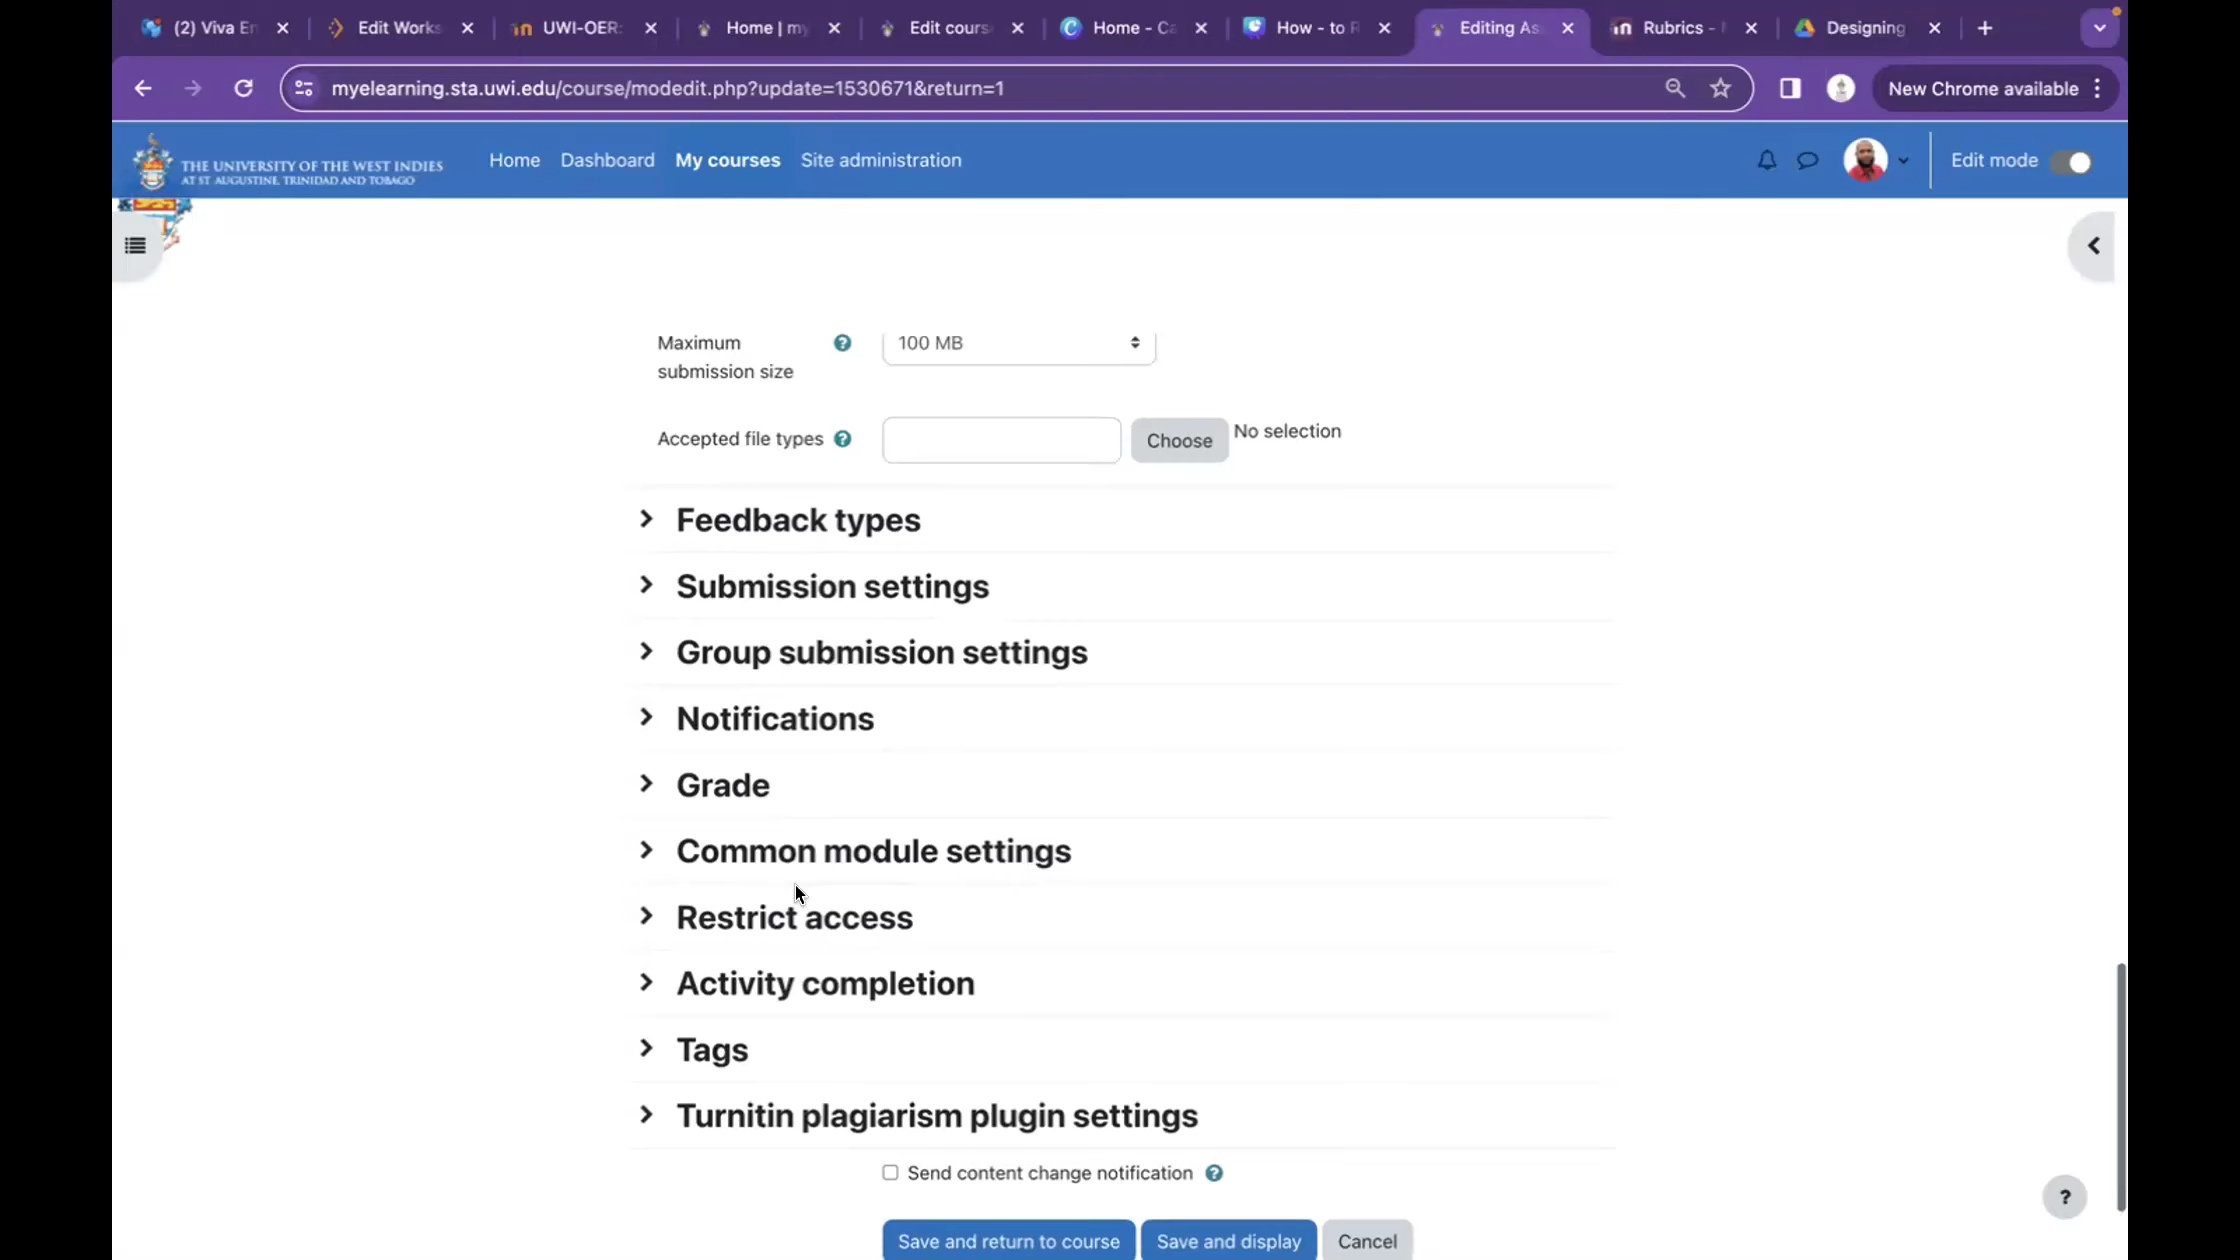 (2) Viva En
Edit Works
UWI-OER:
Home | my
Edit cours
Home - Ca
How - to R
Editing As
Rubrics -
Designing
myelearning.sta.uwi.edu/course/modedit.php?update=1530671&return=1
New Chrome available
THE UNIVERSITY OF THE WEST INDIES
AT ST. AUGUSTINE, TRINIDAD AND TOBAGO
Home
Dashboard
My courses
Site administration
Edit mode
Maximum
submission size
100 MB
Accepted file types
Choose
No selection
Feedback types
Submission settings
Group submission settings
Notifications
Grade
Common module settings
Restrict access
Activity completion
Tags
Turnitin plagiarism plugin settings
Send content change notification
?
Save and return to course
Save and display
Cancel